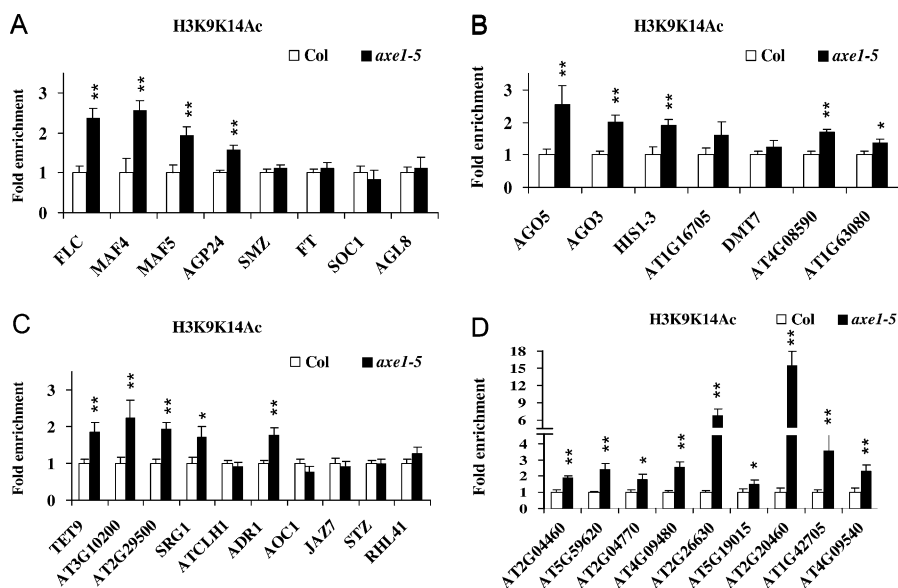 A
H3K9K14Ac
Col
axe1-5
Fold enrichment
3
2
1
0
**
**
**
**
FLC
MAF4
MAF5
AGP24
SMZ
FT
SOC1
AGL8
B
H3K9K14Ac
Col
axe1-5
Fold enrichment
3
2
1
0
**
**
**
**
*
AGO5
AGO3
HIS1-3
AT1G16705
DMT7
AT4G08590
AT1G63080
C
H3K9K14Ac
Col
axe1-5
Fold enrichment
3
2
1
0
**
**
**
*
**
TET9
AT3G10200
AT2G29500
SRG1
ATCLH1
ADR1
AOC1
JAZ7
STZ
RHL41
D
H3K9K14Ac
Col
axe1-5
Fold enrichment
18
15
12
9
6
4
3
2
1
0
**
**
*
**
**
*
**
**
**
AT2G04460
AT5G59620
AT2G04770
AT4G09480
AT2G26630
AT5G19015
AT2G20460
AT1G42705
AT4G09540